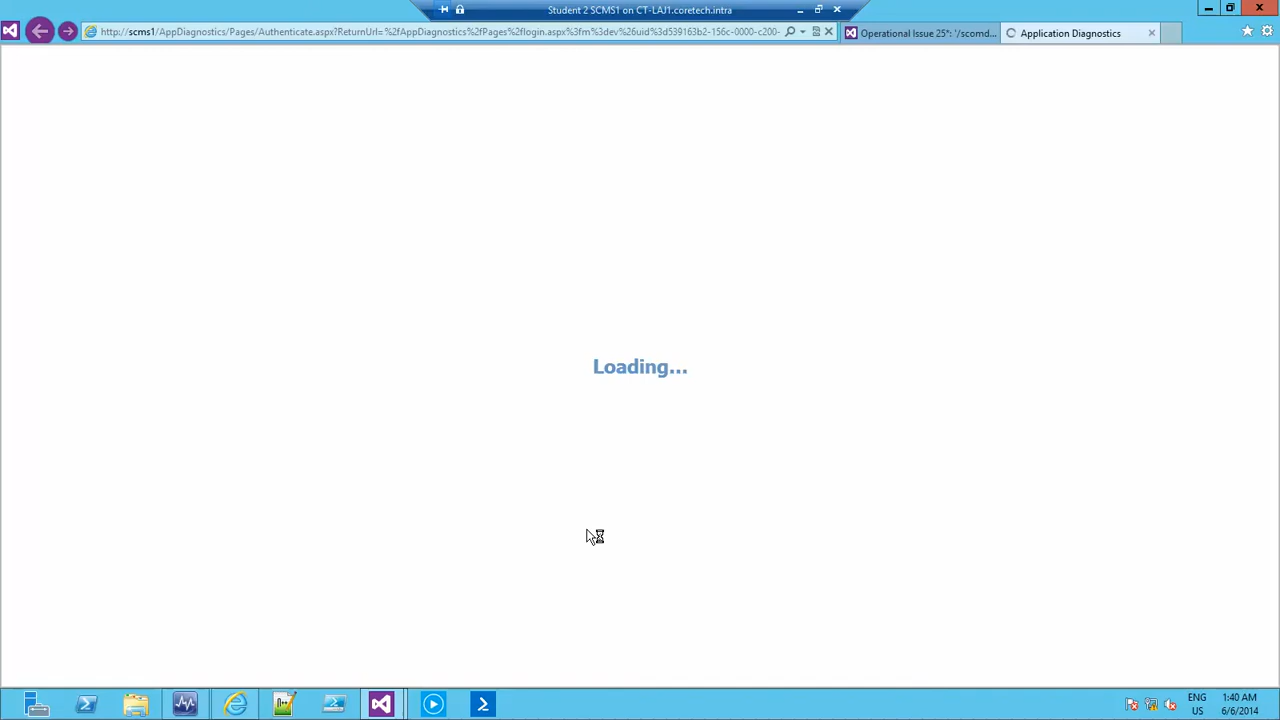 Student 2 SCMS1 on CT-LAJ1.coretech.intra
http://scms1/AppDiagnostics/Pages/Authenticate.aspx?ReturnUrl=%2fAppDiagnostics%2fPages%2flogin.aspx%3fm%3dev%26uid%3d539163b2-156c-0000-c200-
Operational Issue 25*: '/scomd...
Application Diagnostics
Loading...
ENG
US
1:40 AM
6/6/2014